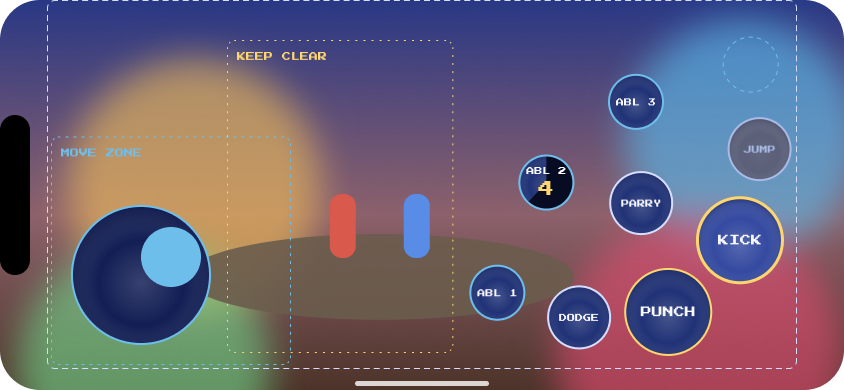 KEEP CLEAR
ABL 3
MOVE ZONE
JUMP
ABL 2
4
PARRY
KICK
ABL 1
PUNCH
DODGE